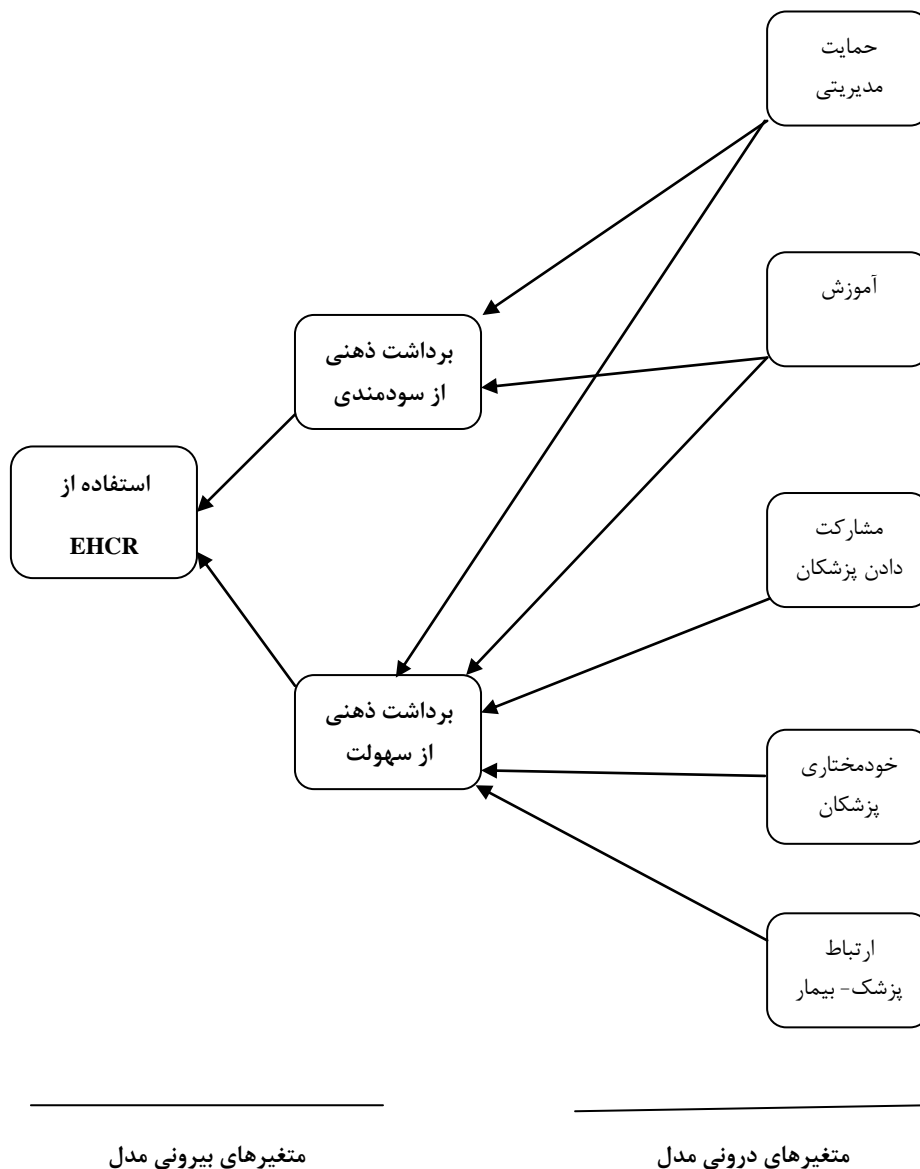 حمایت
مدیریتی
آموزش
برداشت ذهنی
از سودمندی
استفاده از
EHCR
مشارکت
دادن پزشکان
برداشت ذهنی
از سهولت
خودمختاری
پزشکان
ارتباط
پزشک- بیمار
متغیرهای درونی مدل
متغیرهای بیرونی مدل